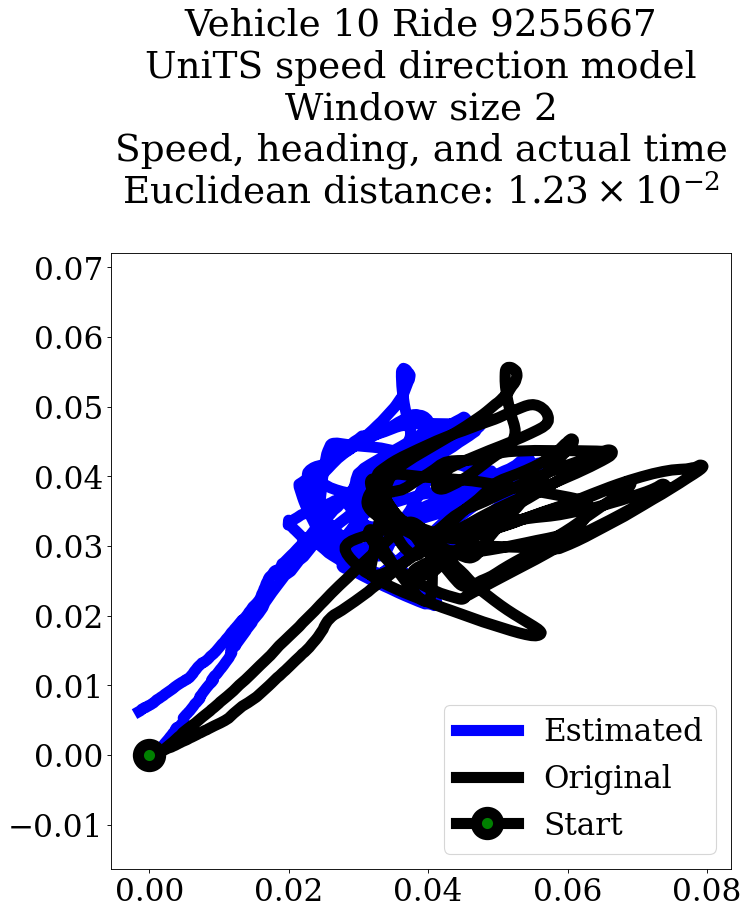 Vehicle 10 Ride 9255667
UniTS speed direction model
Window size 2
Speed, heading, and actual time
Euclidean distance: 1.23 × 10⁻²
0.07
0.06
0.05
0.04
0.03
0.02
0.01
0.00
−0.01
Estimated
Original
Start
0.00 0.02 0.04 0.06 0.08